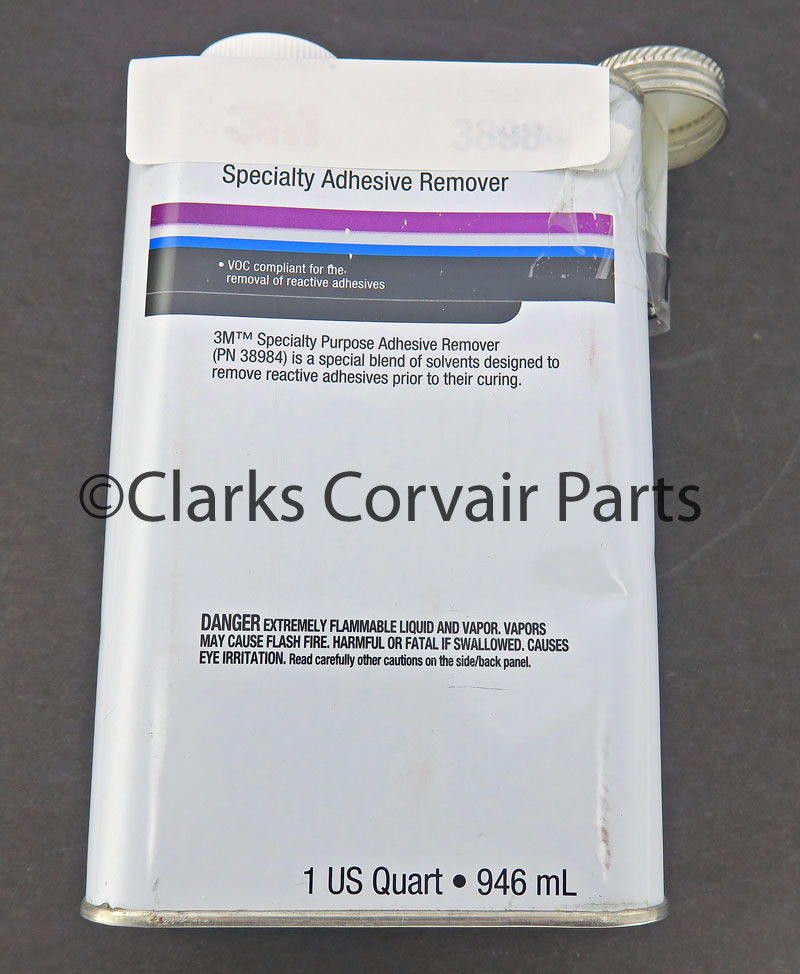 3M 38984
Specialty Adhesive Remover
• VOC compliant for the
removal of reactive adhesives
3M™ Specialty Purpose Adhesive Remover
(PN 38984) is a special blend of solvents designed to
remove reactive adhesives prior to their curing.
©Clarks Corvair Parts
DANGER EXTREMELY FLAMMABLE LIQUID AND VAPOR. VAPORS
MAY CAUSE FLASH FIRE. HARMFUL OR FATAL IF SWALLOWED. CAUSES
EYE IRRITATION. Read carefully other cautions on the side/back panel.
1 US Quart • 946 mL